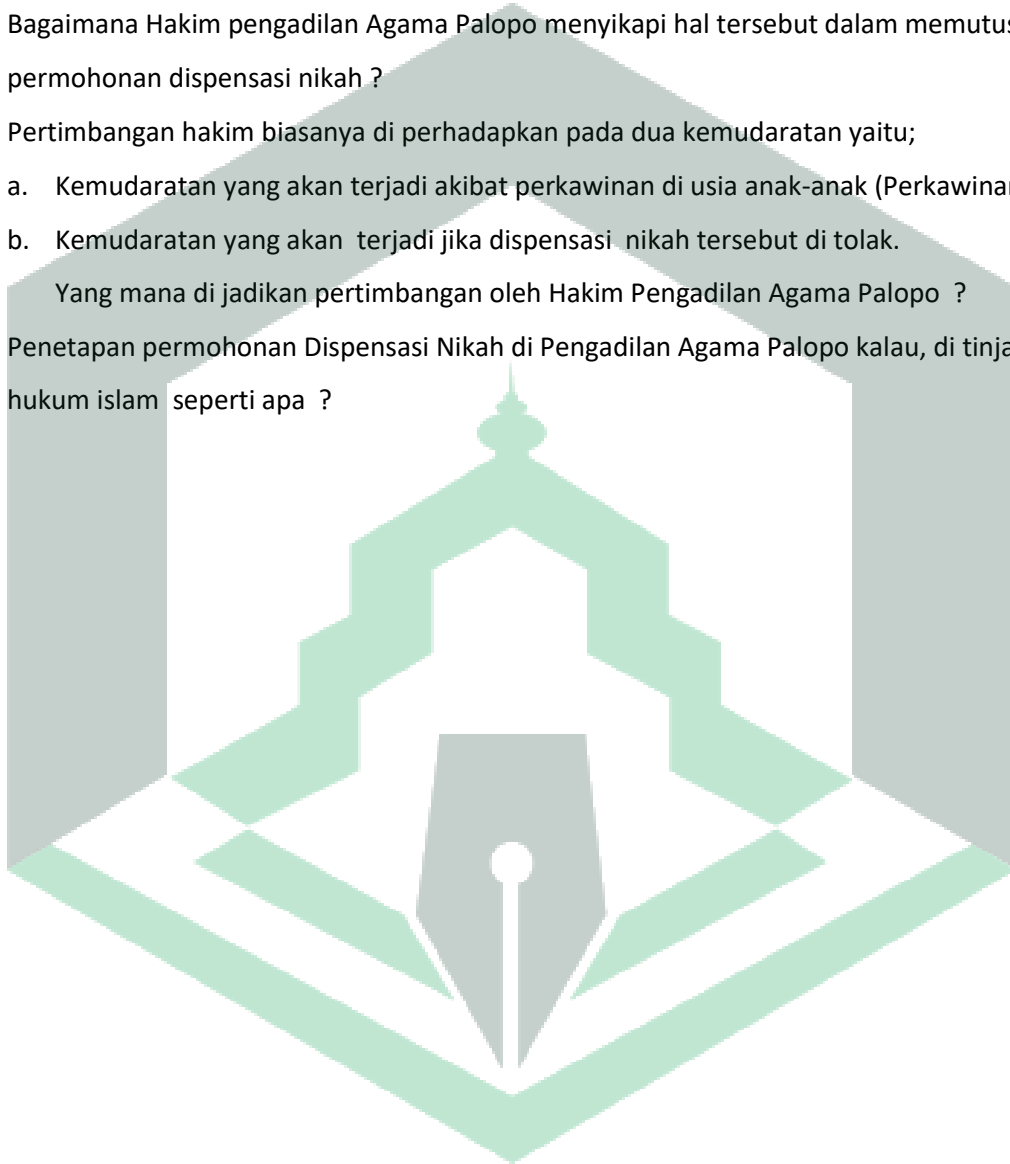 Bagaimana Hakim pengadilan Agama Palopo menyikapi hal tersebut dalam memutus
permohonan dispensasi nikah ?
Pertimbangan hakim biasanya di perhadapkan pada dua kemudaratan yaitu;
a. Kemudaratan yang akan terjadi akibat perkawinan di usia anak-anak (Perkawinan
b. Kemudaratan yang akan terjadi jika dispensasi nikah tersebut di tolak.
Yang mana di jadikan pertimbangan oleh Hakim Pengadilan Agama Palopo ?
Penetapan permohonan Dispensasi Nikah di Pengadilan Agama Palopo kalau, di
hukum islam seperti apa ?